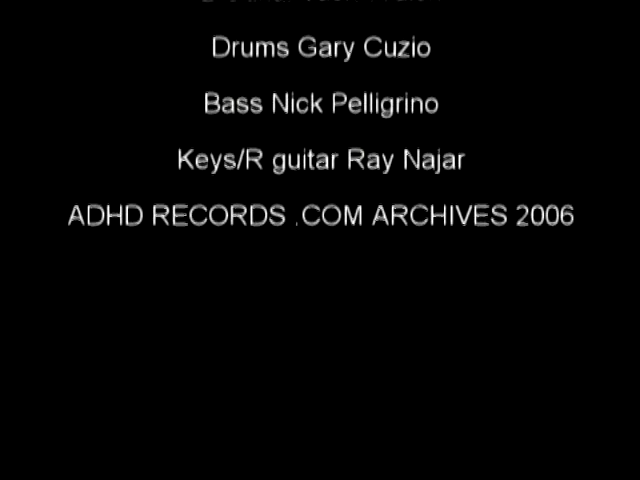 Drums Gary Cuzio
Bass Nick Pelligrino
Keys/R guitar Ray Najar
ADHD RECORDS .COM ARCHIVES 2006